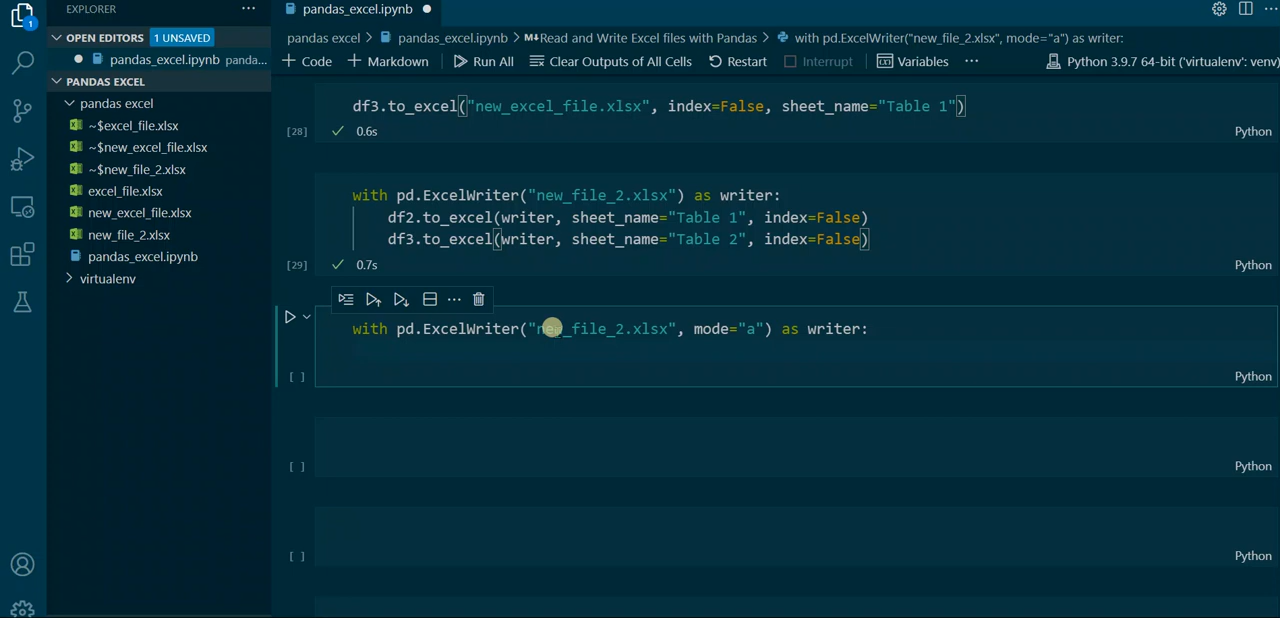 EXPLORER
OPEN EDITORS 1 UNSAVED
pandas_excel.ipynb panda...
PANDAS EXCEL
pandas excel
~$excel_file.xlsx
~$new_excel_file.xlsx
~$new_file_2.xlsx
excel_file.xlsx
new_excel_file.xlsx
new_file_2.xlsx
pandas_excel.ipynb
virtualenv
1
pandas_excel.ipynb
pandas excel > pandas_excel.ipynb > M↓Read and Write Excel files with Pandas > with pd.ExcelWriter("new_file_2.xlsx", mode="a") as writer:
+ Code + Markdown Run All Clear Outputs of All Cells Restart Interrupt Variables ... Python 3.9.7 64-bit ('virtualenv': venv)
df3.to_excel("new_excel_file.xlsx", index=False, sheet_name="Table 1")
[28] ✓ 0.6s Python
with pd.ExcelWriter("new_file_2.xlsx") as writer:
df2.to_excel(writer, sheet_name="Table 1", index=False)
df3.to_excel(writer, sheet_name="Table 2", index=False)
[29] ✓ 0.7s Python
with pd.ExcelWriter("new_file_2.xlsx", mode="a") as writer:
[ ] Python
[ ] Python
[ ] Python